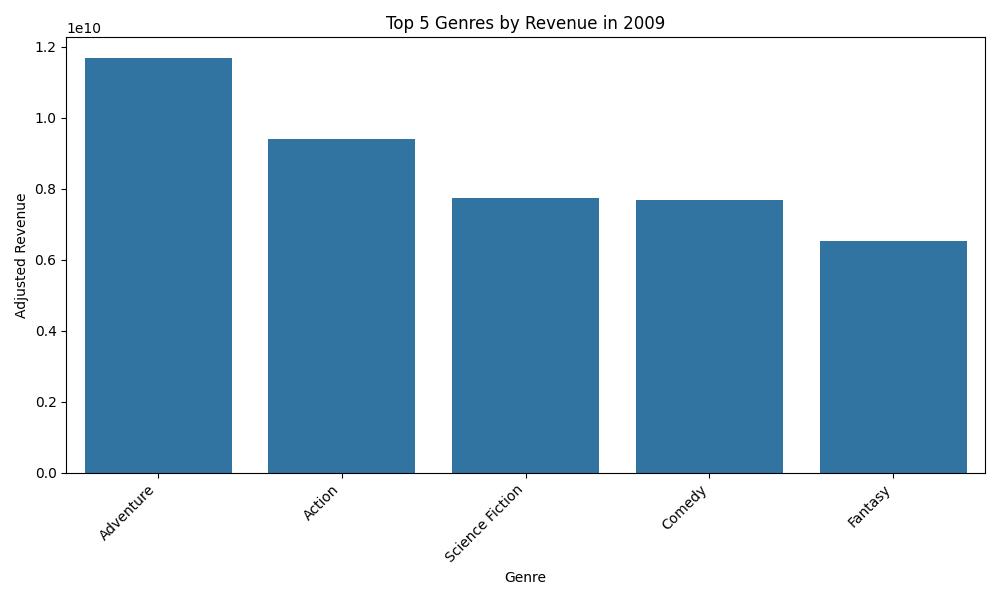 Top 5 Genres by Revenue in 2009
1e10
1.2
1.0
0.8
0.6
0.4
0.2
0.0
Adjusted Revenue
Adventure
Action
Science Fiction
Comedy
Fantasy
Genre